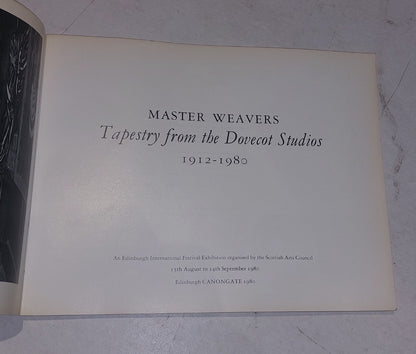 MASTER WEAVERS
Tapestry from the Dovecot Studios
1912-1980
An Edinburgh International Festival Exhibition organised by the Scottish Arts Council
15th August to 14th September 1980
Edinburgh CANONGATE 1980